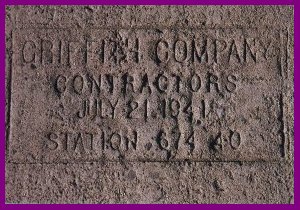 GRIFFITH COMPANY
CONTRACTORS
JULY 21. 1941
STATION 674 40